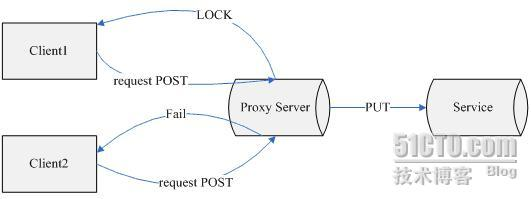 LOCK
Client1
request POST
Proxy Server
PUT
Service
Fail
Client2
request POST
51CTO.com
技术博客 Blog